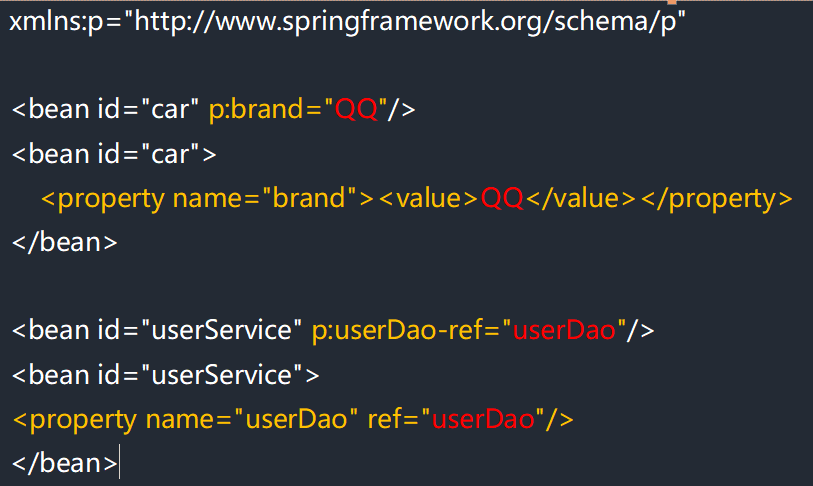 xmlns:p="http://www.springframework.org/schema/p"
<bean id="car" p:brand="QQ"/>
<bean id="car">
<property name="brand"><value>QQ</value></property>
</bean>
<bean id="userService" p:userDao-ref="userDao"/>
<bean id="userService">
<property name="userDao" ref="userDao"/>
</bean>